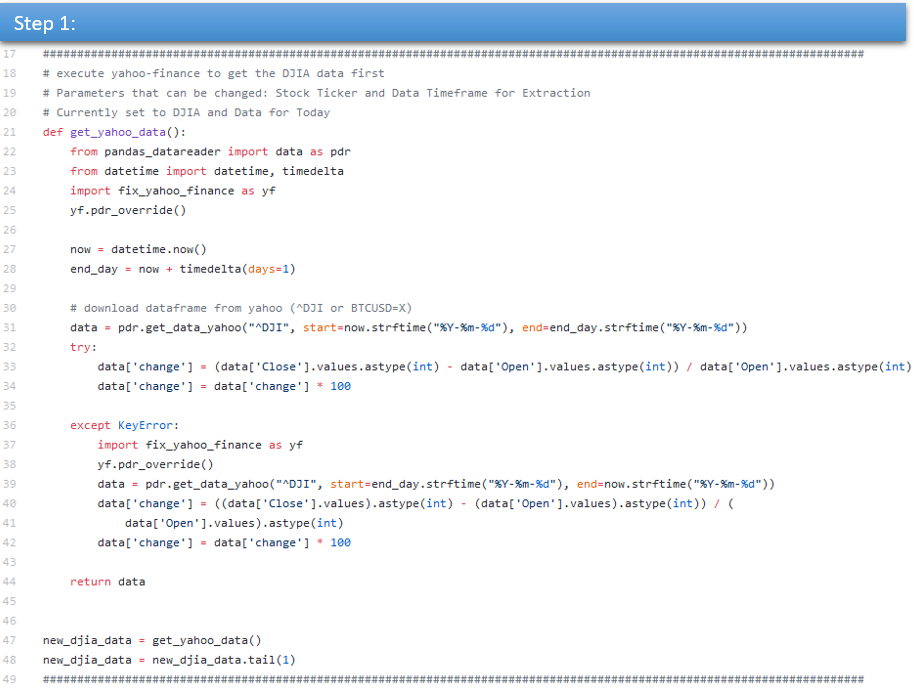 Step 1:
17 ########################################################################################################################
18 # execute yahoo-finance to get the DJIA data first
19 # Parameters that can be changed: Stock Ticker and Data Timeframe for Extraction
20 # Currently set to DJIA and Data for Today
21 def get_yahoo_data():
22     from pandas_datareader import data as pdr
23     from datetime import datetime, timedelta
24     import fix_yahoo_finance as yf
25     yf.pdr_override()
26
27     now = datetime.now()
28     end_day = now + timedelta(days=1)
29
30     # download dataframe from yahoo (^DJI or BTCUSD=X)
31     data = pdr.get_data_yahoo("^DJI", start=now.strftime("%Y-%m-%d"), end=end_day.strftime("%Y-%m-%d"))
32     try:
33         data['change'] = (data['Close'].values.astype(int) - data['Open'].values.astype(int)) / data['Open'].values.astype(int)
34         data['change'] = data['change'] * 100
35
36     except KeyError:
37         import fix_yahoo_finance as yf
38         yf.pdr_override()
39         data = pdr.get_data_yahoo("^DJI", start=end_day.strftime("%Y-%m-%d"), end=now.strftime("%Y-%m-%d"))
40         data['change'] = ((data['Close'].values).astype(int) - (data['Open'].values).astype(int)) / (
41             data['Open'].values).astype(int)
42         data['change'] = data['change'] * 100
43
44     return data
45
46
47 new_djia_data = get_yahoo_data()
48 new_djia_data = new_djia_data.tail(1)
49 ########################################################################################################################